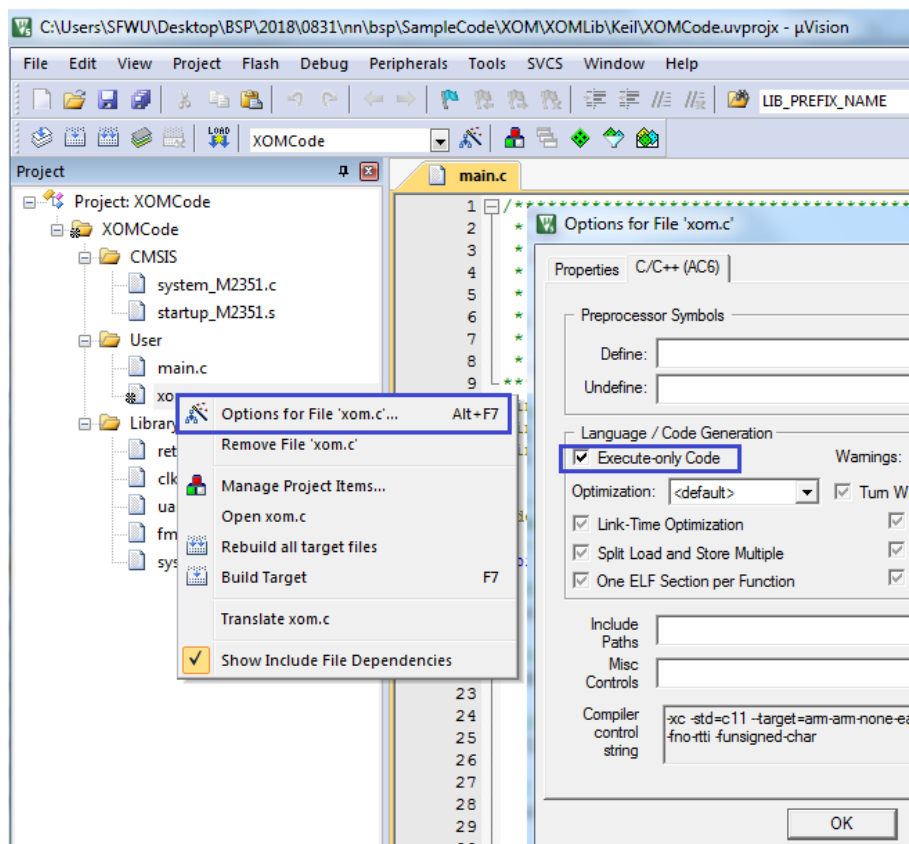 C:\Users\SFWU\Desktop\BSP\2018\0831\nn\bsp\SampleCode\XOM\XOMLib\Keil\XOMCode.uvprojx - µVision
File Edit View Project Flash Debug Peripherals Tools SVCS Window Help
LIB_PREFIX_NAME
LOAD
XOMCode
Project
Project: XOMCode
XOMCode
CMSIS
system_M2351.c
startup_M2351.s
User
main.c
xo
Library
ret
clk
ua
fm
sys
Options for File 'xom.c'... Alt+F7
Remove File 'xom.c'
Manage Project Items...
Open xom.c
Rebuild all target files
Build Target F7
Translate xom.c
Show Include File Dependencies
main.c
1 /**************************************
2 *
3 *
4 *
5 *
6 *
7 *
8 *
9 **
23
24
25
26
27
28
29
Options for File 'xom.c'
Properties C/C++ (AC6)
Preprocessor Symbols
Define:
Undefine:
Language / Code Generation
Execute-only Code Warnings:
Optimization: <default> Turn W
Link-Time Optimization
Split Load and Store Multiple
One ELF Section per Function
Include
Paths
Misc
Controls
Compiler
control
string
-xc -std=c11 --target=arm-arm-none-ea
-fno-rtti -funsigned-char
OK